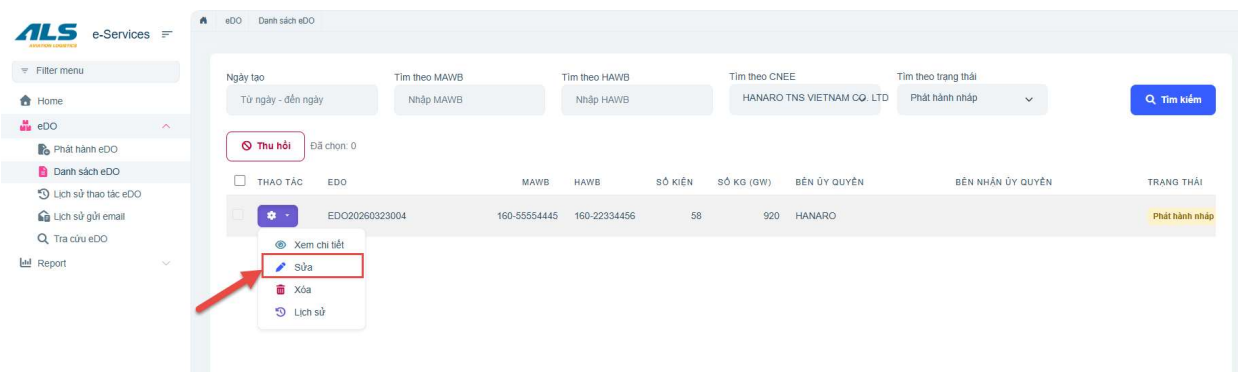 ALS
AVIATION LOGISTICS
e-Services
Filter menu
Home
eDO
Phát hành eDO
Danh sách eDO
Lịch sử thao tác eDO
Lịch sử gửi email
Tra cứu eDO
Report
eDO Danh sách eDO
Ngày tạo Tìm theo MAWB Tìm theo HAWB Tìm theo CNEE Tìm theo trạng thái
Từ ngày - đến ngày Nhập MAWB Nhập HAWB HANARO TNS VIETNAM CO. LTD Phát hành nháp Tìm kiếm
Thu hồi Đã chọn: 0
THAO TÁC EDO MAWB HAWB SỐ KIỆN SỐ KG (GW) BÊN ỦY QUYỀN BÊN NHẬN ỦY QUYỀN TRẠNG THÁI
EDO20260323004 160-55554445 160-22334456 58 920 HANARO Phát hành nháp
Xem chi tiết
Sửa
Xóa
Lịch sử